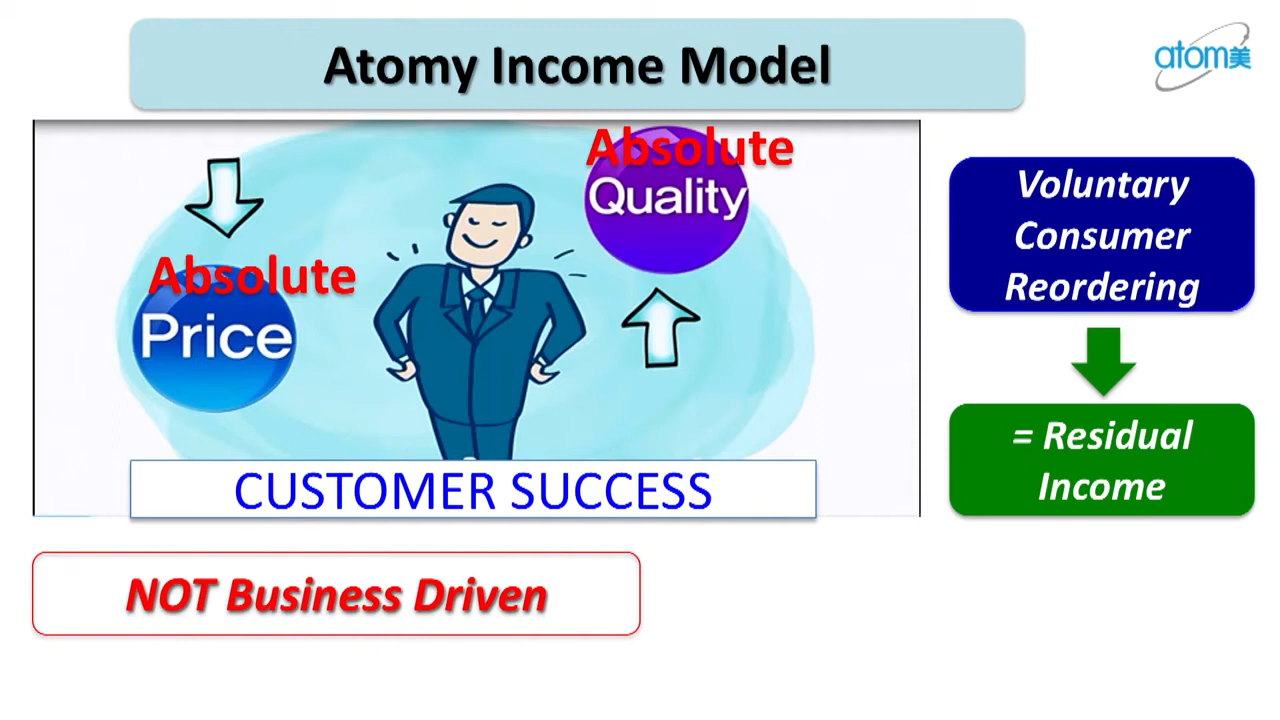 Atomy Income Model
atom美
Absolute
Quality
Absolute
Price
CUSTOMER SUCCESS
Voluntary
Consumer
Reordering
= Residual
Income
NOT Business Driven